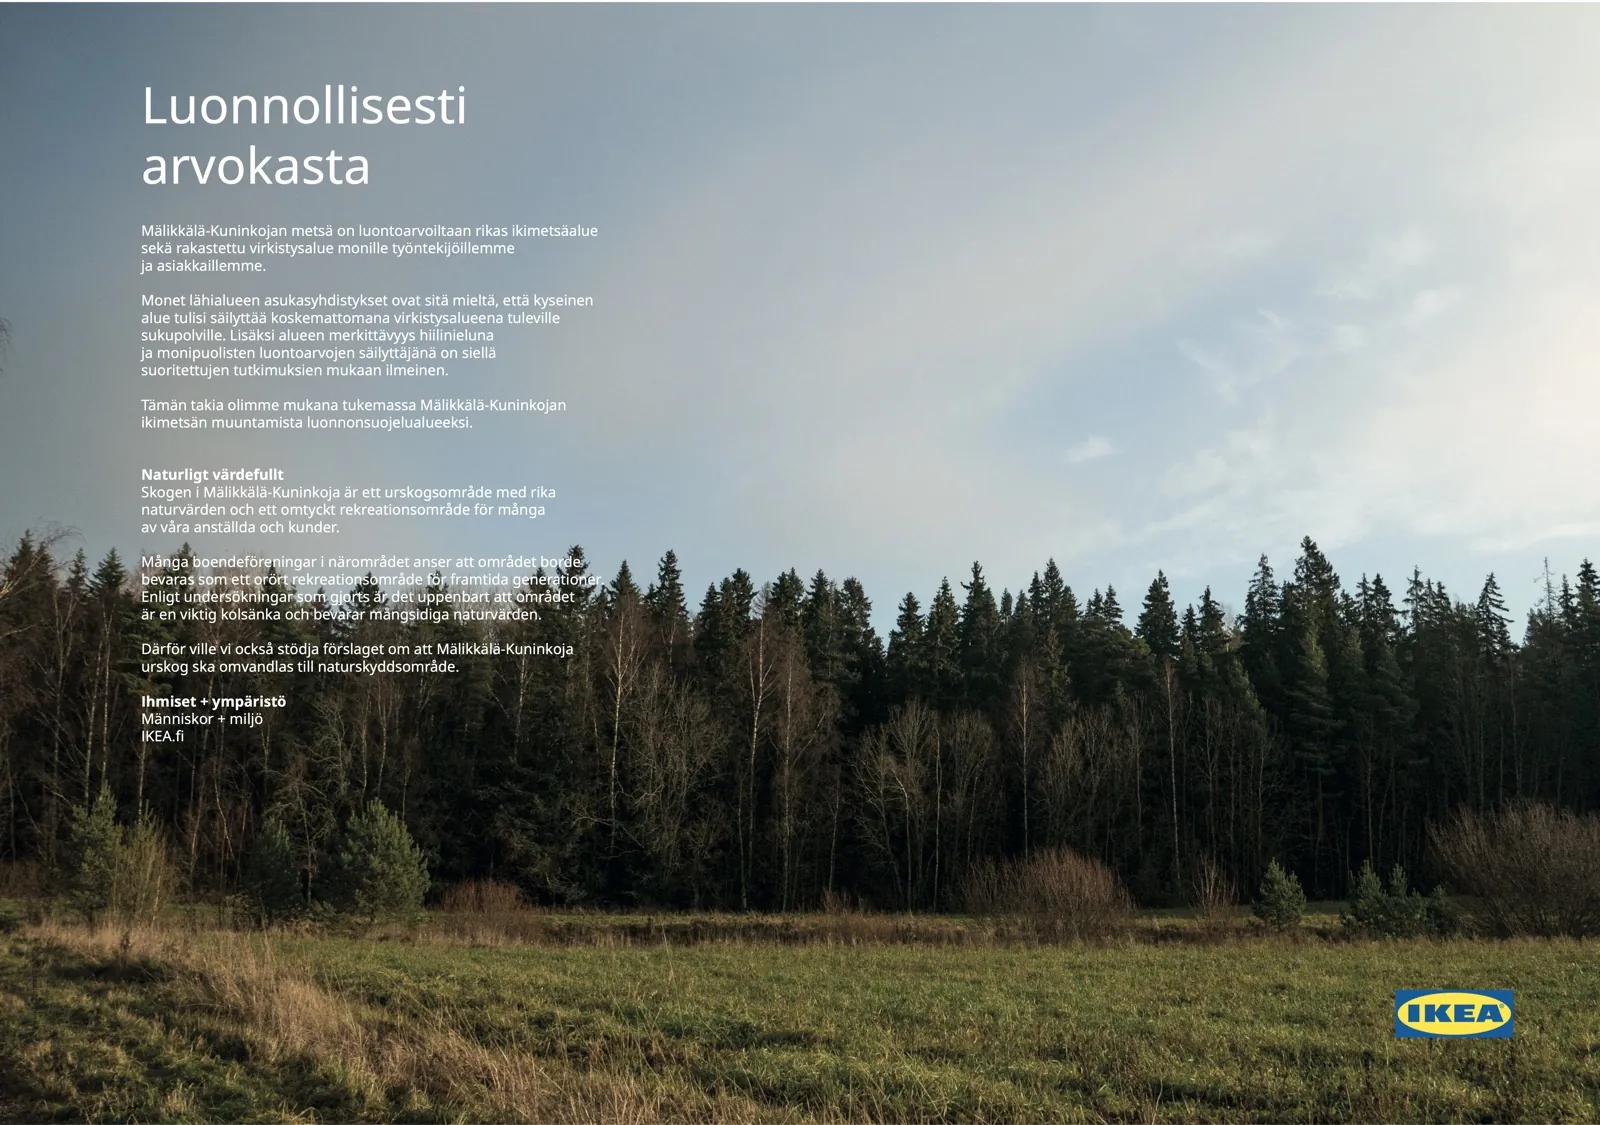 Luonnollisesti
arvokasta
Mälikkälä-Kuninkojan metsä on luontoarvoiltaan rikas ikimetsäalue
sekä rakastettu virkistysalue monille työntekijöillemme
ja asiakkaillemme.
Monet lähialueen asukasyhdistykset ovat sitä mieltä, että kyseinen
alue tulisi säilyttää koskemattomana virkistysalueena tuleville
sukupolville. Lisäksi alueen merkittävyys hiilinieluna
ja monipuolisten luontoarvojen säilyttäjänä on siellä
suoritettujen tutkimuksien mukaan ilmeinen.
Tämän takia olimme mukana tukemassa Mälikkälä-Kuninkojan
ikimetsän muuntamista luonnonsuojelualueeksi.
Naturligt värdefullt
Skogen i Mälikkälä-Kuninkoja är ett urskogsområde med rika
naturvärden och ett omtyckt rekreationsområde för många
av våra anställda och kunder.
Många boendeföreningar i närområdet anser att området borde
bevaras som ett orört rekreationsområde för framtida generationer.
Enligt undersökningar som gjorts är det uppenbart att området
är en viktig kolsänka och bevarar mångsidiga naturvärden.
Därför ville vi också stödja förslaget om att Mälikkälä-Kuninkoja
urskog ska omvandlas till naturskyddsområde.
Ihmiset + ympäristö
Människor + miljö
IKEA.fi
IKEA